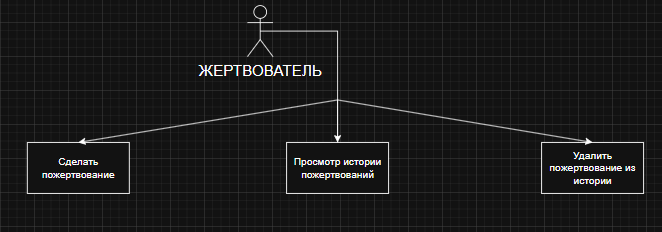 ЖЕРТВОВАТЕЛЬ
Сделать
пожертвование
Просмотр истории
пожертвований
Удалить
пожертвование из
истории